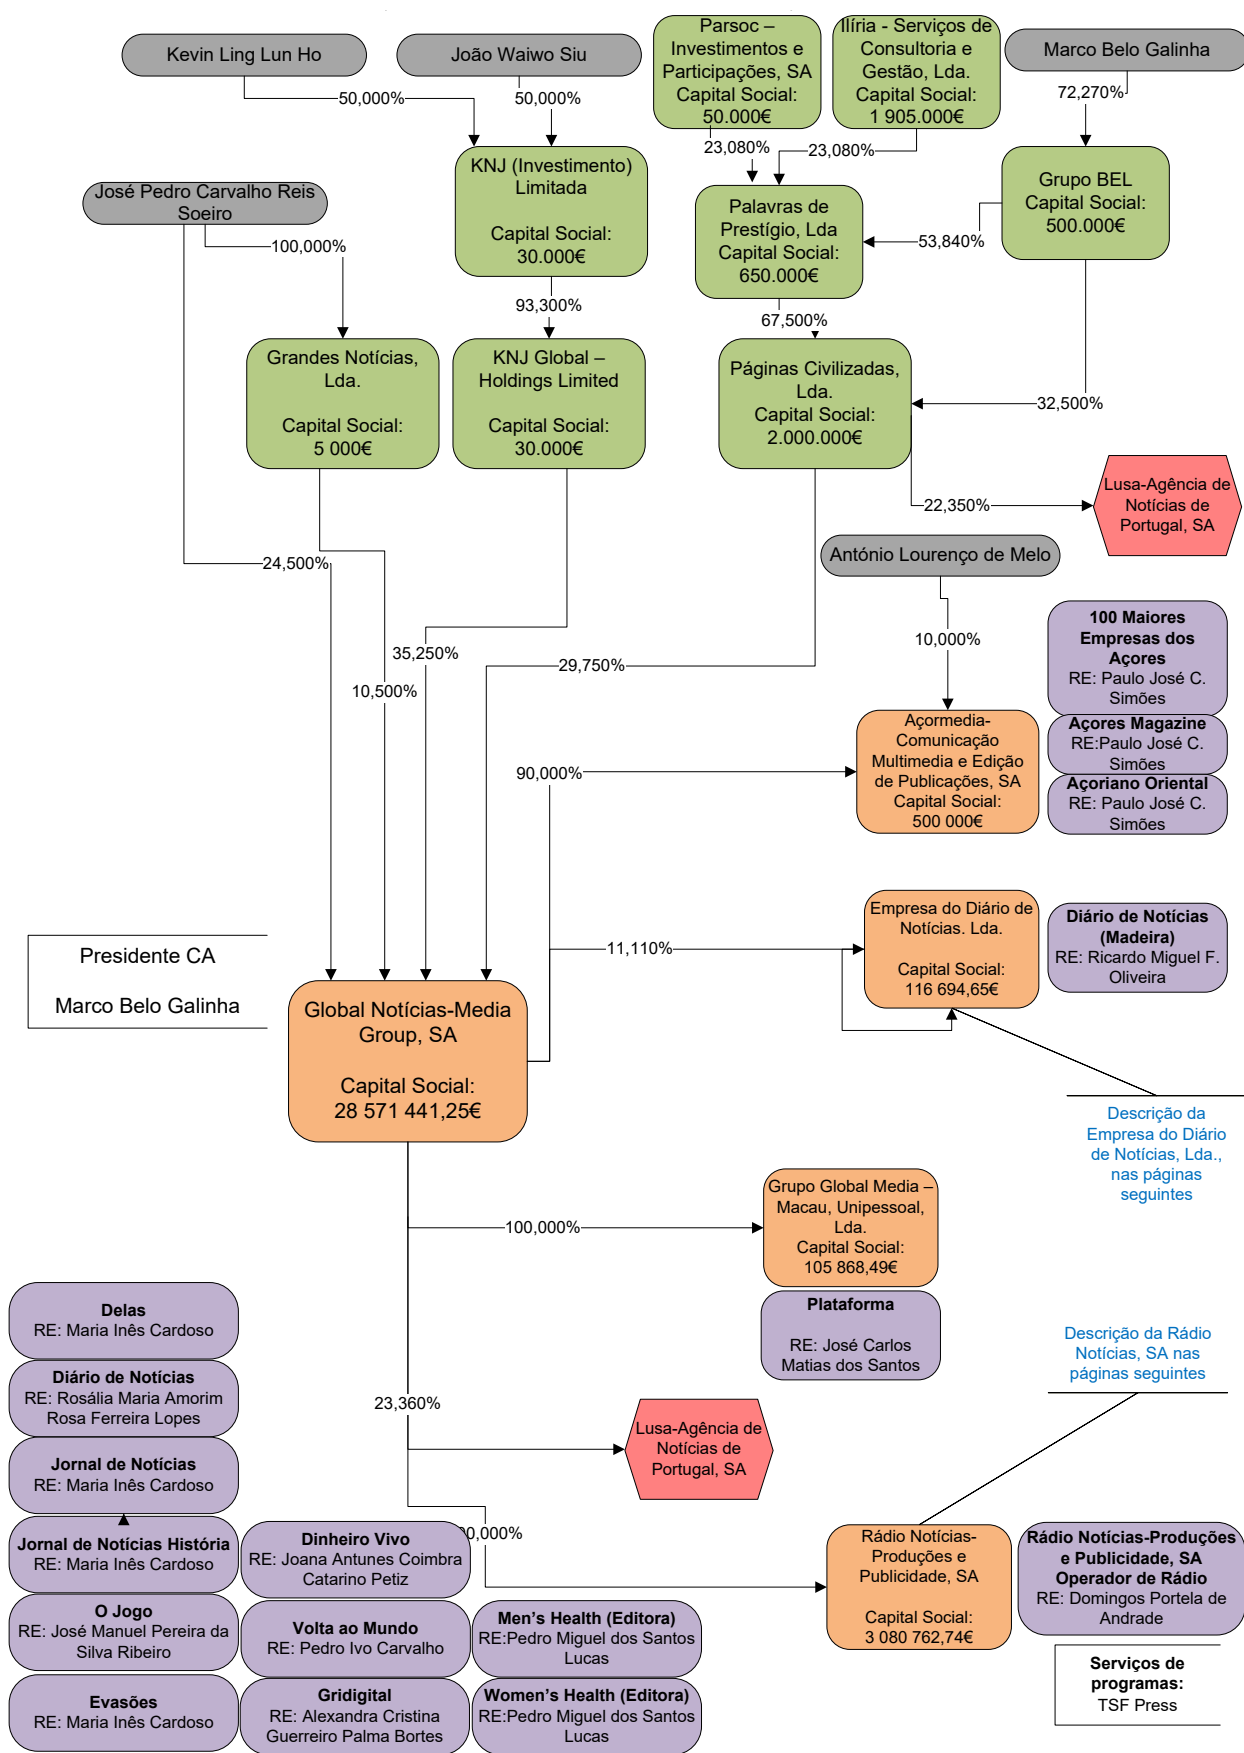 Kevin Ling Lun Ho
João Waiwo Siu
Parsoc –
Investimentos e
Participações, SA
Capital Social:
50.000€
Ilíria - Serviços de
Consultoria e
Gestão, Lda.
Capital Social:
1 905.000€
Marco Belo Galinha
50,000%
50,000%
72,270%
23,080%
23,080%
KNJ (Investimento)
Limitada
Capital Social:
30.000€
José Pedro Carvalho Reis
Soeiro
Palavras de
Prestígio, Lda
Capital Social:
650.000€
Grupo BEL
Capital Social:
500.000€
100,000%
53,840%
93,300%
67,500%
Grandes Notícias,
Lda.
Capital Social:
5 000€
KNJ Global –
Holdings Limited
Capital Social:
30.000€
Páginas Civilizadas,
Lda.
Capital Social:
2.000.000€
32,500%
22,350%
Lusa-Agência de
Notícias de
Portugal, SA
24,500%
António Lourenço de Melo
10,000%
35,250%
10,500%
29,750%
100 Maiores
Empresas dos
Açores
RE: Paulo José C.
Simões
Açores Magazine
RE:Paulo José C.
Simões
Açoriano Oriental
RE: Paulo José C.
Simões
90,000%
Açormedia-
Comunicação
Multimedia e Edição
de Publicações, SA
Capital Social:
500 000€
Presidente CA
Marco Belo Galinha
11,110%
Empresa do Diário de
Notícias. Lda.
Capital Social:
116 694,65€
Diário de Notícias
(Madeira)
RE: Ricardo Miguel F.
Oliveira
Global Notícias-Media
Group, SA
Capital Social:
28 571 441,25€
Descrição da
Empresa do Diário
de Notícias, Lda.,
nas páginas
seguintes
100,000%
Grupo Global Media –
Macau, Unipessoal,
Lda.
Capital Social:
105 868,49€
Plataforma
RE: José Carlos
Matias dos Santos
Descrição da Rádio
Notícias, SA nas
páginas seguintes
23,360%
Lusa-Agência de
Notícias de
Portugal, SA
Delas
RE: Maria Inês Cardoso
Diário de Notícias
RE: Rosália Maria Amorim
Rosa Ferreira Lopes
Jornal de Notícias
RE: Maria Inês Cardoso
Jornal de Notícias História
RE: Maria Inês Cardoso
O Jogo
RE: José Manuel Pereira da
Silva Ribeiro
Evasões
RE: Maria Inês Cardoso
Dinheiro Vivo
RE: Joana Antunes Coimbra
Catarino Petiz
Volta ao Mundo
RE: Pedro Ivo Carvalho
Gridigital
RE: Alexandra Cristina
Guerreiro Palma Bortes
Men’s Health (Editora)
RE:Pedro Miguel dos Santos
Lucas
Women’s Health (Editora)
RE:Pedro Miguel dos Santos
Lucas
Rádio Notícias-
Produções e
Publicidade, SA
Capital Social:
3 080 762,74€
Rádio Notícias-Produções
e Publicidade, SA
Operador de Rádio
RE: Domingos Portela de
Andrade
Serviços de
programas:
TSF Press